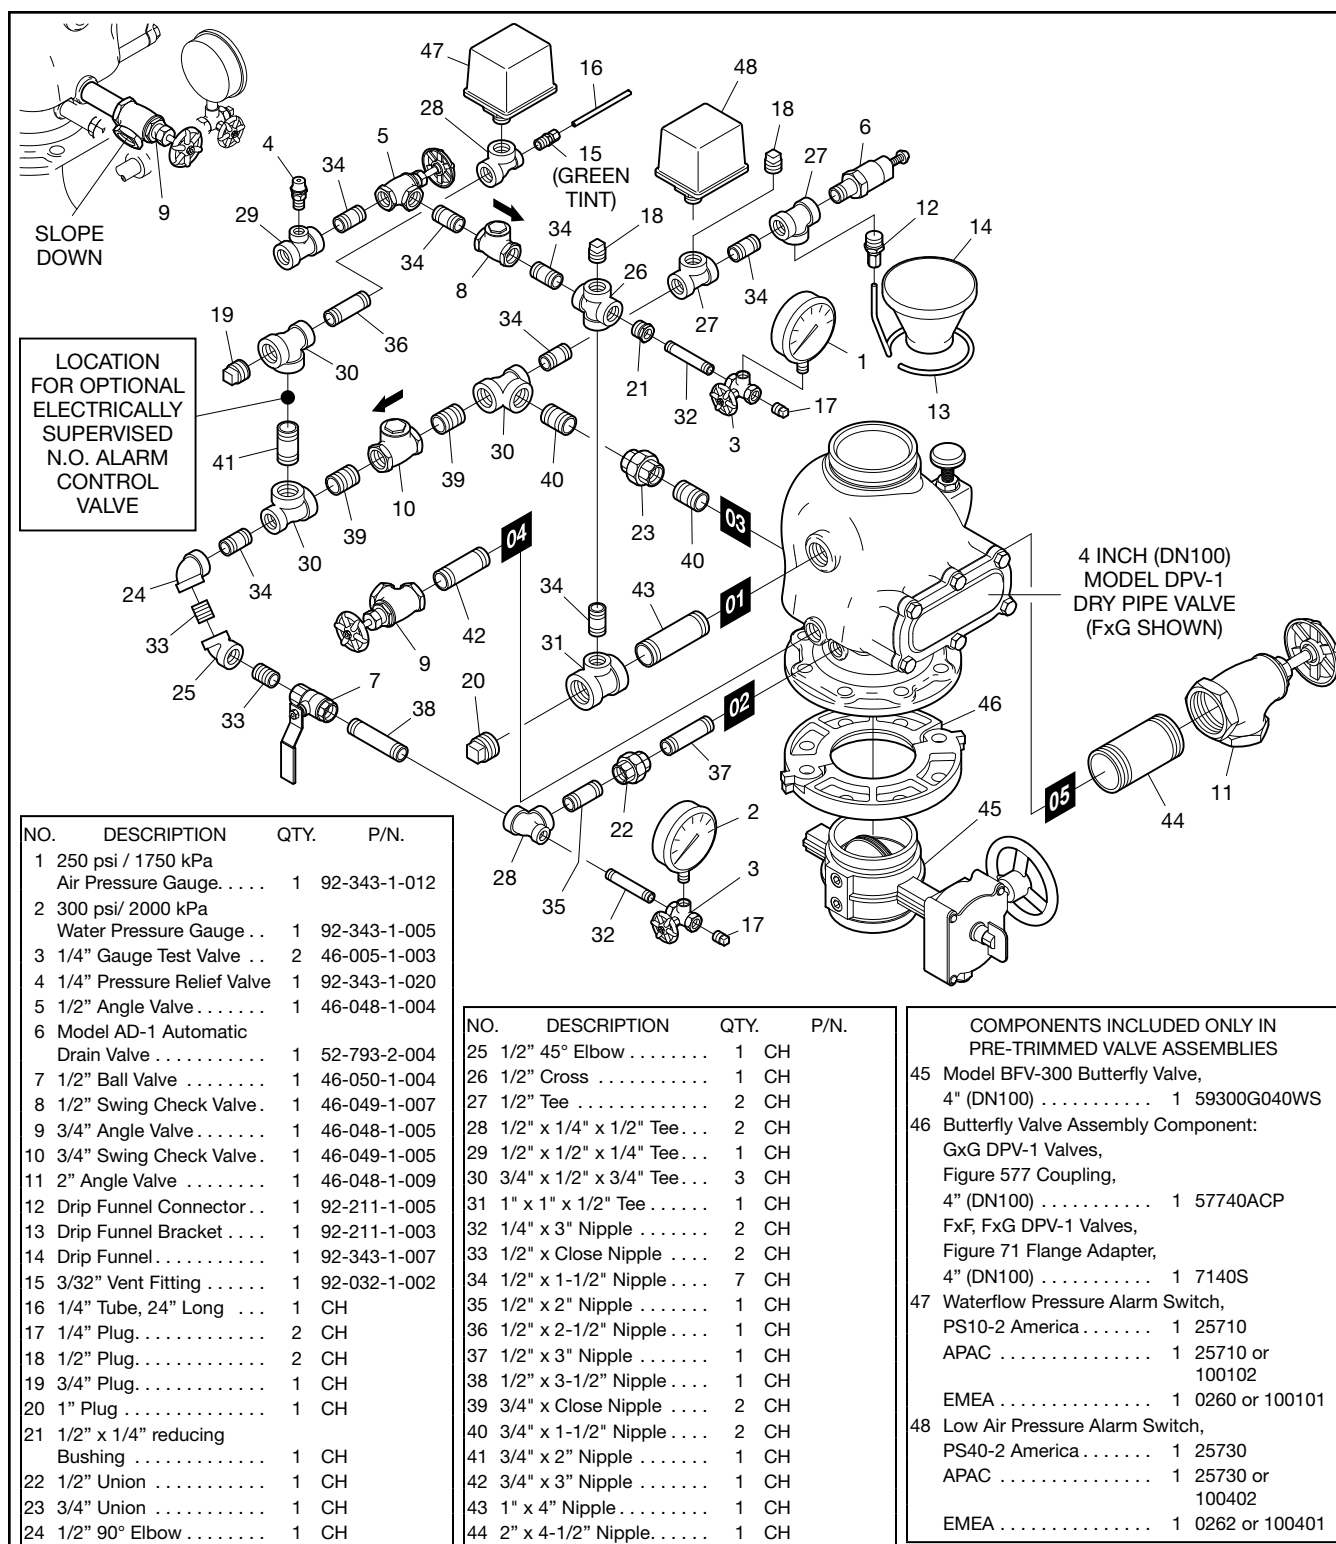 47
16
48
18
28
6
5
4
27
34
15
(GREEN
TINT)
12
14
9
29
SLOPE
DOWN
18
34
34
8
26
34
27
34
19
36
30
21
1
LOCATION
FOR OPTIONAL
ELECTRICALLY
SUPERVISED
N.O. ALARM
CONTROL
VALVE
32
17
13
3
30
41
39
40
10
23
03
40
39
30
04
4 INCH (DN100)
MODEL DPV-1
DRY PIPE VALVE
(FxG SHOWN)
24
34
34
43
01
33
42
9
31
25
7
33
20
02
46
38
37
11
05
44
22
2
45
28
35
3
32
17
NO. DESCRIPTION QTY. P/N.
1 250 psi / 1750 kPa
Air Pressure Gauge. . . . . 1 92-343-1-012
2 300 psi/ 2000 kPa
Water Pressure Gauge . . 1 92-343-1-005
3 1/4” Gauge Test Valve . . 2 46-005-1-003
4 1/4” Pressure Relief Valve 1 92-343-1-020
5 1/2” Angle Valve . . . . . . . 1 46-048-1-004
6 Model AD-1 Automatic
Drain Valve . . . . . . . . . . . 1 52-793-2-004
7 1/2” Ball Valve . . . . . . . . 1 46-050-1-004
8 1/2” Swing Check Valve . 1 46-049-1-007
9 3/4” Angle Valve . . . . . . . 1 46-048-1-005
10 3/4” Swing Check Valve . 1 46-049-1-005
11 2” Angle Valve . . . . . . . . 1 46-048-1-009
12 Drip Funnel Connector . . 1 92-211-1-005
13 Drip Funnel Bracket . . . . 1 92-211-1-003
14 Drip Funnel . . . . . . . . . . . 1 92-343-1-007
15 3/32” Vent Fitting . . . . . . 1 92-032-1-002
16 1/4” Tube, 24” Long . . . 1 CH
17 1/4” Plug. . . . . . . . . . . . . 2 CH
18 1/2” Plug. . . . . . . . . . . . . 2 CH
19 3/4” Plug. . . . . . . . . . . . . 1 CH
20 1” Plug . . . . . . . . . . . . . . 1 CH
21 1/2” x 1/4” reducing
Bushing . . . . . . . . . . . . . 1 CH
22 1/2” Union . . . . . . . . . . . 1 CH
23 3/4” Union . . . . . . . . . . . 1 CH
24 1/2” 90° Elbow . . . . . . . . 1 CH
NO. DESCRIPTION QTY. P/N.
25 1/2” 45° Elbow . . . . . . . . 1 CH
26 1/2” Cross . . . . . . . . . . . 1 CH
27 1/2” Tee . . . . . . . . . . . . . 2 CH
28 1/2" x 1/4" x 1/2" Tee . . . 2 CH
29 1/2" x 1/2" x 1/4" Tee . . . 1 CH
30 3/4" x 1/2" x 3/4" Tee . . . 3 CH
31 1" x 1" x 1/2" Tee . . . . . . 1 CH
32 1/4" x 3" Nipple . . . . . . . 2 CH
33 1/2" x Close Nipple . . . . 2 CH
34 1/2" x 1-1/2" Nipple . . . . 7 CH
35 1/2" x 2" Nipple . . . . . . . 1 CH
36 1/2" x 2-1/2" Nipple . . . . 1 CH
37 1/2" x 3" Nipple . . . . . . . 1 CH
38 1/2" x 3-1/2" Nipple . . . . 1 CH
39 3/4" x Close Nipple . . . . 2 CH
40 3/4" x 1-1/2" Nipple . . . . 2 CH
41 3/4" x 2” Nipple . . . . . . . 1 CH
42 3/4" x 3” Nipple . . . . . . . 1 CH
43 1" x 4” Nipple . . . . . . . . . 1 CH
44 2” x 4-1/2” Nipple. . . . . . 1 CH
COMPONENTS INCLUDED ONLY IN
PRE-TRIMMED VALVE ASSEMBLIES
45 Model BFV-300 Butterfly Valve,
4" (DN100) . . . . . . . . . . . 1 59300G040WS
46 Butterfly Valve Assembly Component:
GxG DPV-1 Valves,
Figure 577 Coupling,
4” (DN100) . . . . . . . . . . . 1 57740ACP
FxF, FxG DPV-1 Valves,
Figure 71 Flange Adapter,
4” (DN100) . . . . . . . . . . . 1 7140S
47 Waterflow Pressure Alarm Switch,
PS10-2 America . . . . . . . 1 25710
APAC . . . . . . . . . . . . . . . 1 25710 or
100102
EMEA . . . . . . . . . . . . . . . 1 0260 or 100101
48 Low Air Pressure Alarm Switch,
PS40-2 America . . . . . . . 1 25730
APAC . . . . . . . . . . . . . . . 1 25730 or
100402
EMEA . . . . . . . . . . . . . . . 1 0262 or 100401